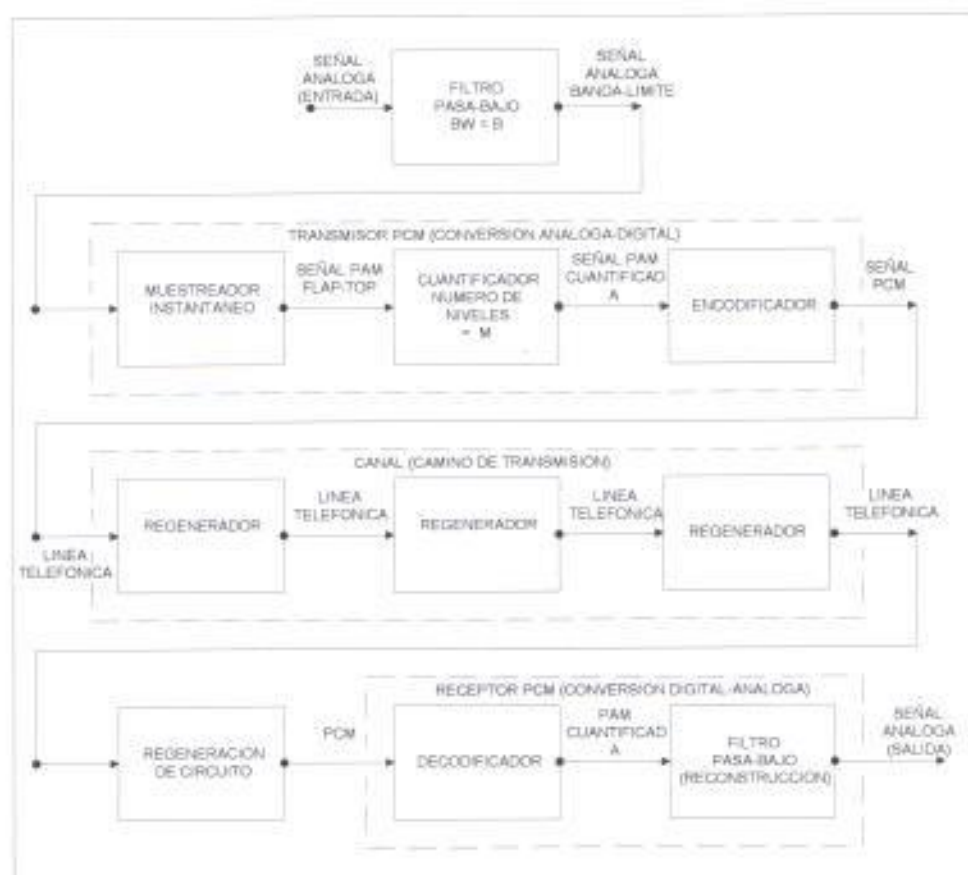 SEÑAL
ANALOGA
(ENTRADA)
FILTRO
PASA-BAJO
BW = B
SEÑAL
ANALOGA
BANDA-LIMITE
TRANSMISOR PCM (CONVERSION ANALOGA-DIGITAL)
MUESTREADOR
INSTANTANEO
SEÑAL PAM
FLAP-TOP
CUANTIFICADOR
NUMERO DE
NIVELES
= M
SEÑAL PAM
CUANTIFICAD
A
ENCODIFICADOR
SEÑAL
PCM
CANAL (CAMINO DE TRANSMISION)
LINEA
TELEFONICA
REGENERADOR
LINEA
TELEFONICA
REGENERADOR
LINEA
TELEFONICA
REGENERADOR
LINEA
TELEFONICA
RECEPTOR PCM (CONVERSION DIGITAL-ANALOGA)
REGENERACION
DE CIRCUITO
PCM
DECODIFICADOR
PAM
CUANTIFICAD
A
FILTRO
PASA-BAJO
(RECONSTRUCCION)
SEÑAL
ANALOGA
(SALIDA)